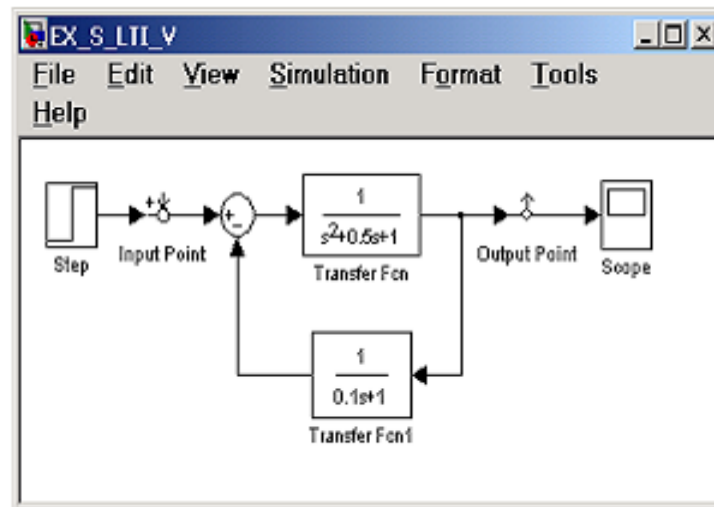 EX_S_LTI_V
File Edit View Simulation Format Tools
Help
Step
Input Point
+
+
-
1
s²+0.5s+1
Transfer Fcn
Output Point
Scope
1
0.1s+1
Transfer Fcn1